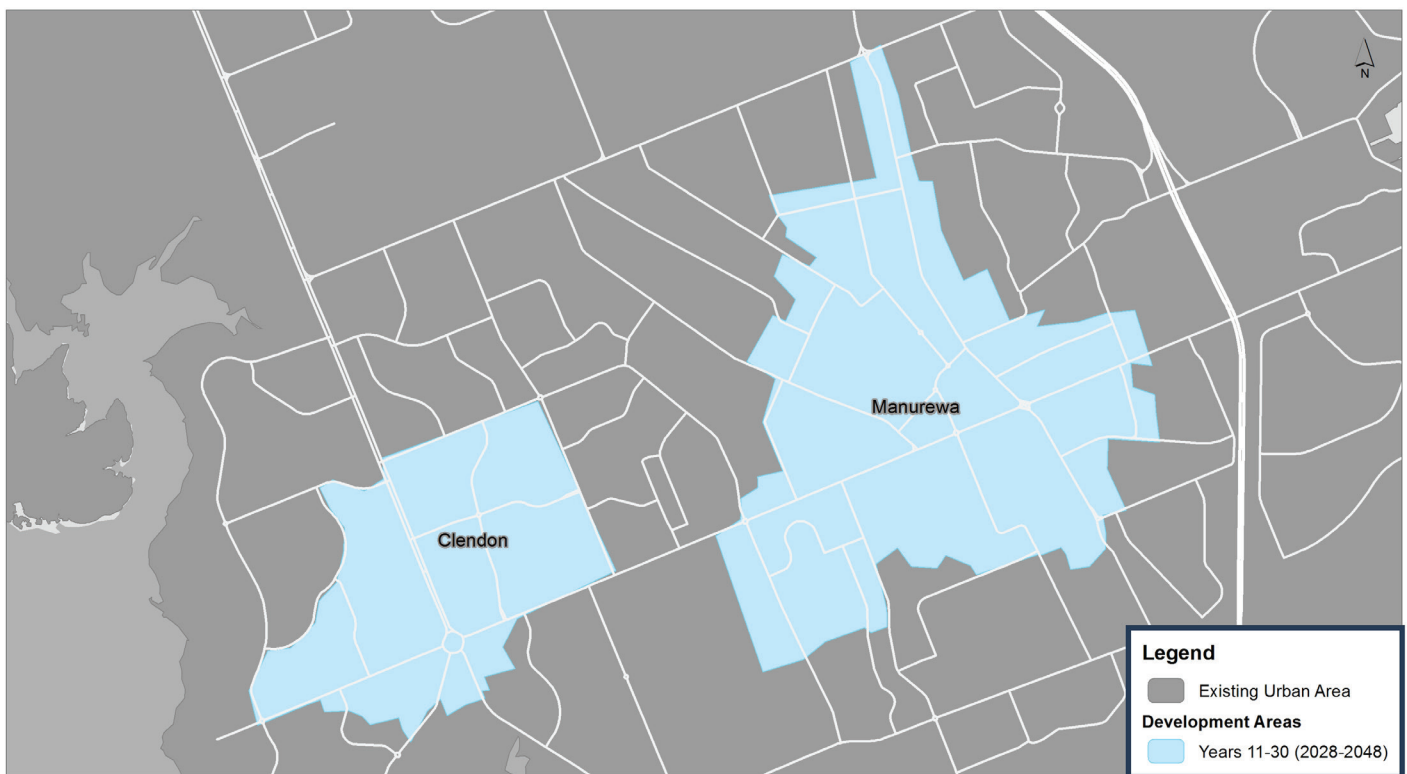 N
Manurewa
Clendon
Legend
Existing Urban Area
Development Areas
Years 11-30 (2028-2048)